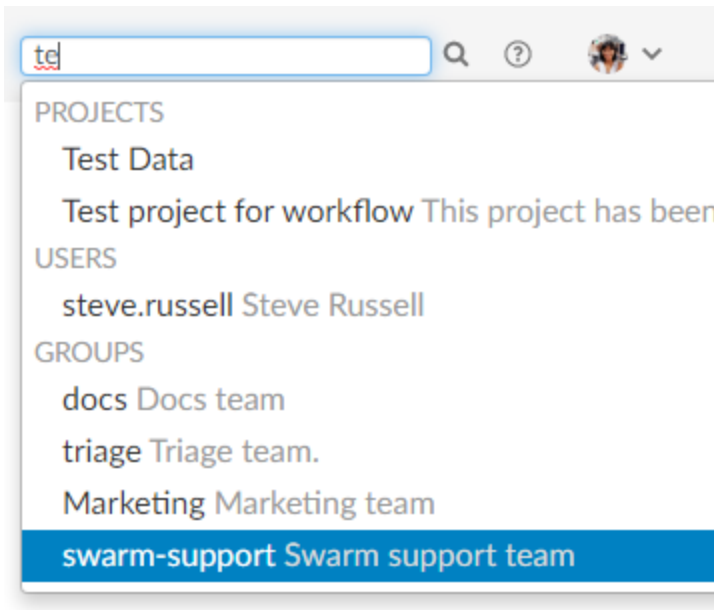 te
PROJECTS
Test Data
Test project for workflow This project has been
USERS
steve.russell Steve Russell
GROUPS
docs Docs team
triage Triage team.
Marketing Marketing team
swarm-support Swarm support team